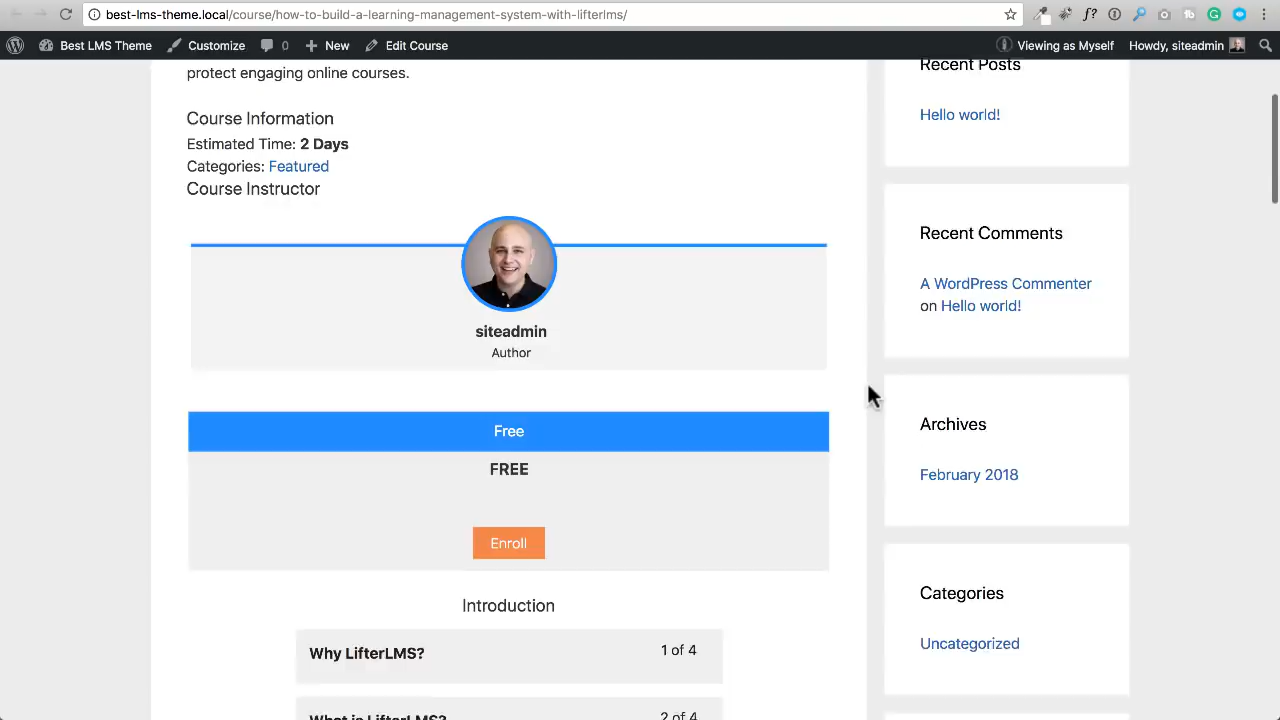 best-lms-theme.local/course/how-to-build-a-learning-management-system-with-lifterlms/
Best LMS Theme
Customize
0
New
Edit Course
Viewing as Myself
Howdy, siteadmin
protect engaging online courses.
Course Information
Estimated Time: 2 Days
Categories: Featured
Course Instructor
siteadmin
Author
Free
FREE
Enroll
Introduction
Why LifterLMS?
1 of 4
What is LifterLMS?
2 of 4
Recent Posts
Hello world!
Recent Comments
A WordPress Commenter
on Hello world!
Archives
February 2018
Categories
Uncategorized